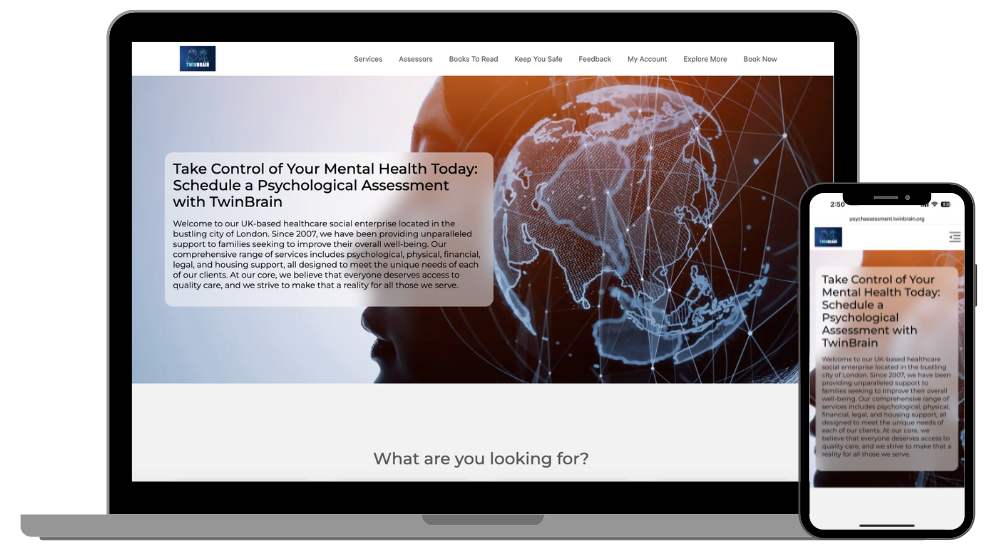 TWINBRAIN
Services Assessors Books To Read Keep You Safe Feedback My Account Explore More Book Now
Take Control of Your Mental Health Today:
Schedule a Psychological Assessment
with TwinBrain
Welcome to our UK-based healthcare social enterprise located in the
bustling city of London. Since 2007, we have been providing unparalleled
support to families seeking to improve their overall well-being. Our
comprehensive range of services includes psychological, physical, financial,
legal, and housing support, all designed to meet the unique needs of each
of our clients. At our core, we believe that everyone deserves access to
quality care, and we strive to make that a reality for all those we serve.
What are you looking for?
2:50
psychassessment.twinbrain.org
TWINBRAIN
Take Control of Your
Mental Health Today:
Schedule a
Psychological
Assessment with
TwinBrain
Welcome to our UK-based healthcare
social enterprise located in the bustling
city of London. Since 2007, we have been
providing unparalleled support to
families seeking to improve their overall
well-being. Our comprehensive range of
services includes psychological, physical,
financial, legal, and housing support, all
designed to meet the unique needs of
each of our clients. At our core, we
believe that everyone deserves access to
quality care, and we strive to make that a
reality for all those we serve.